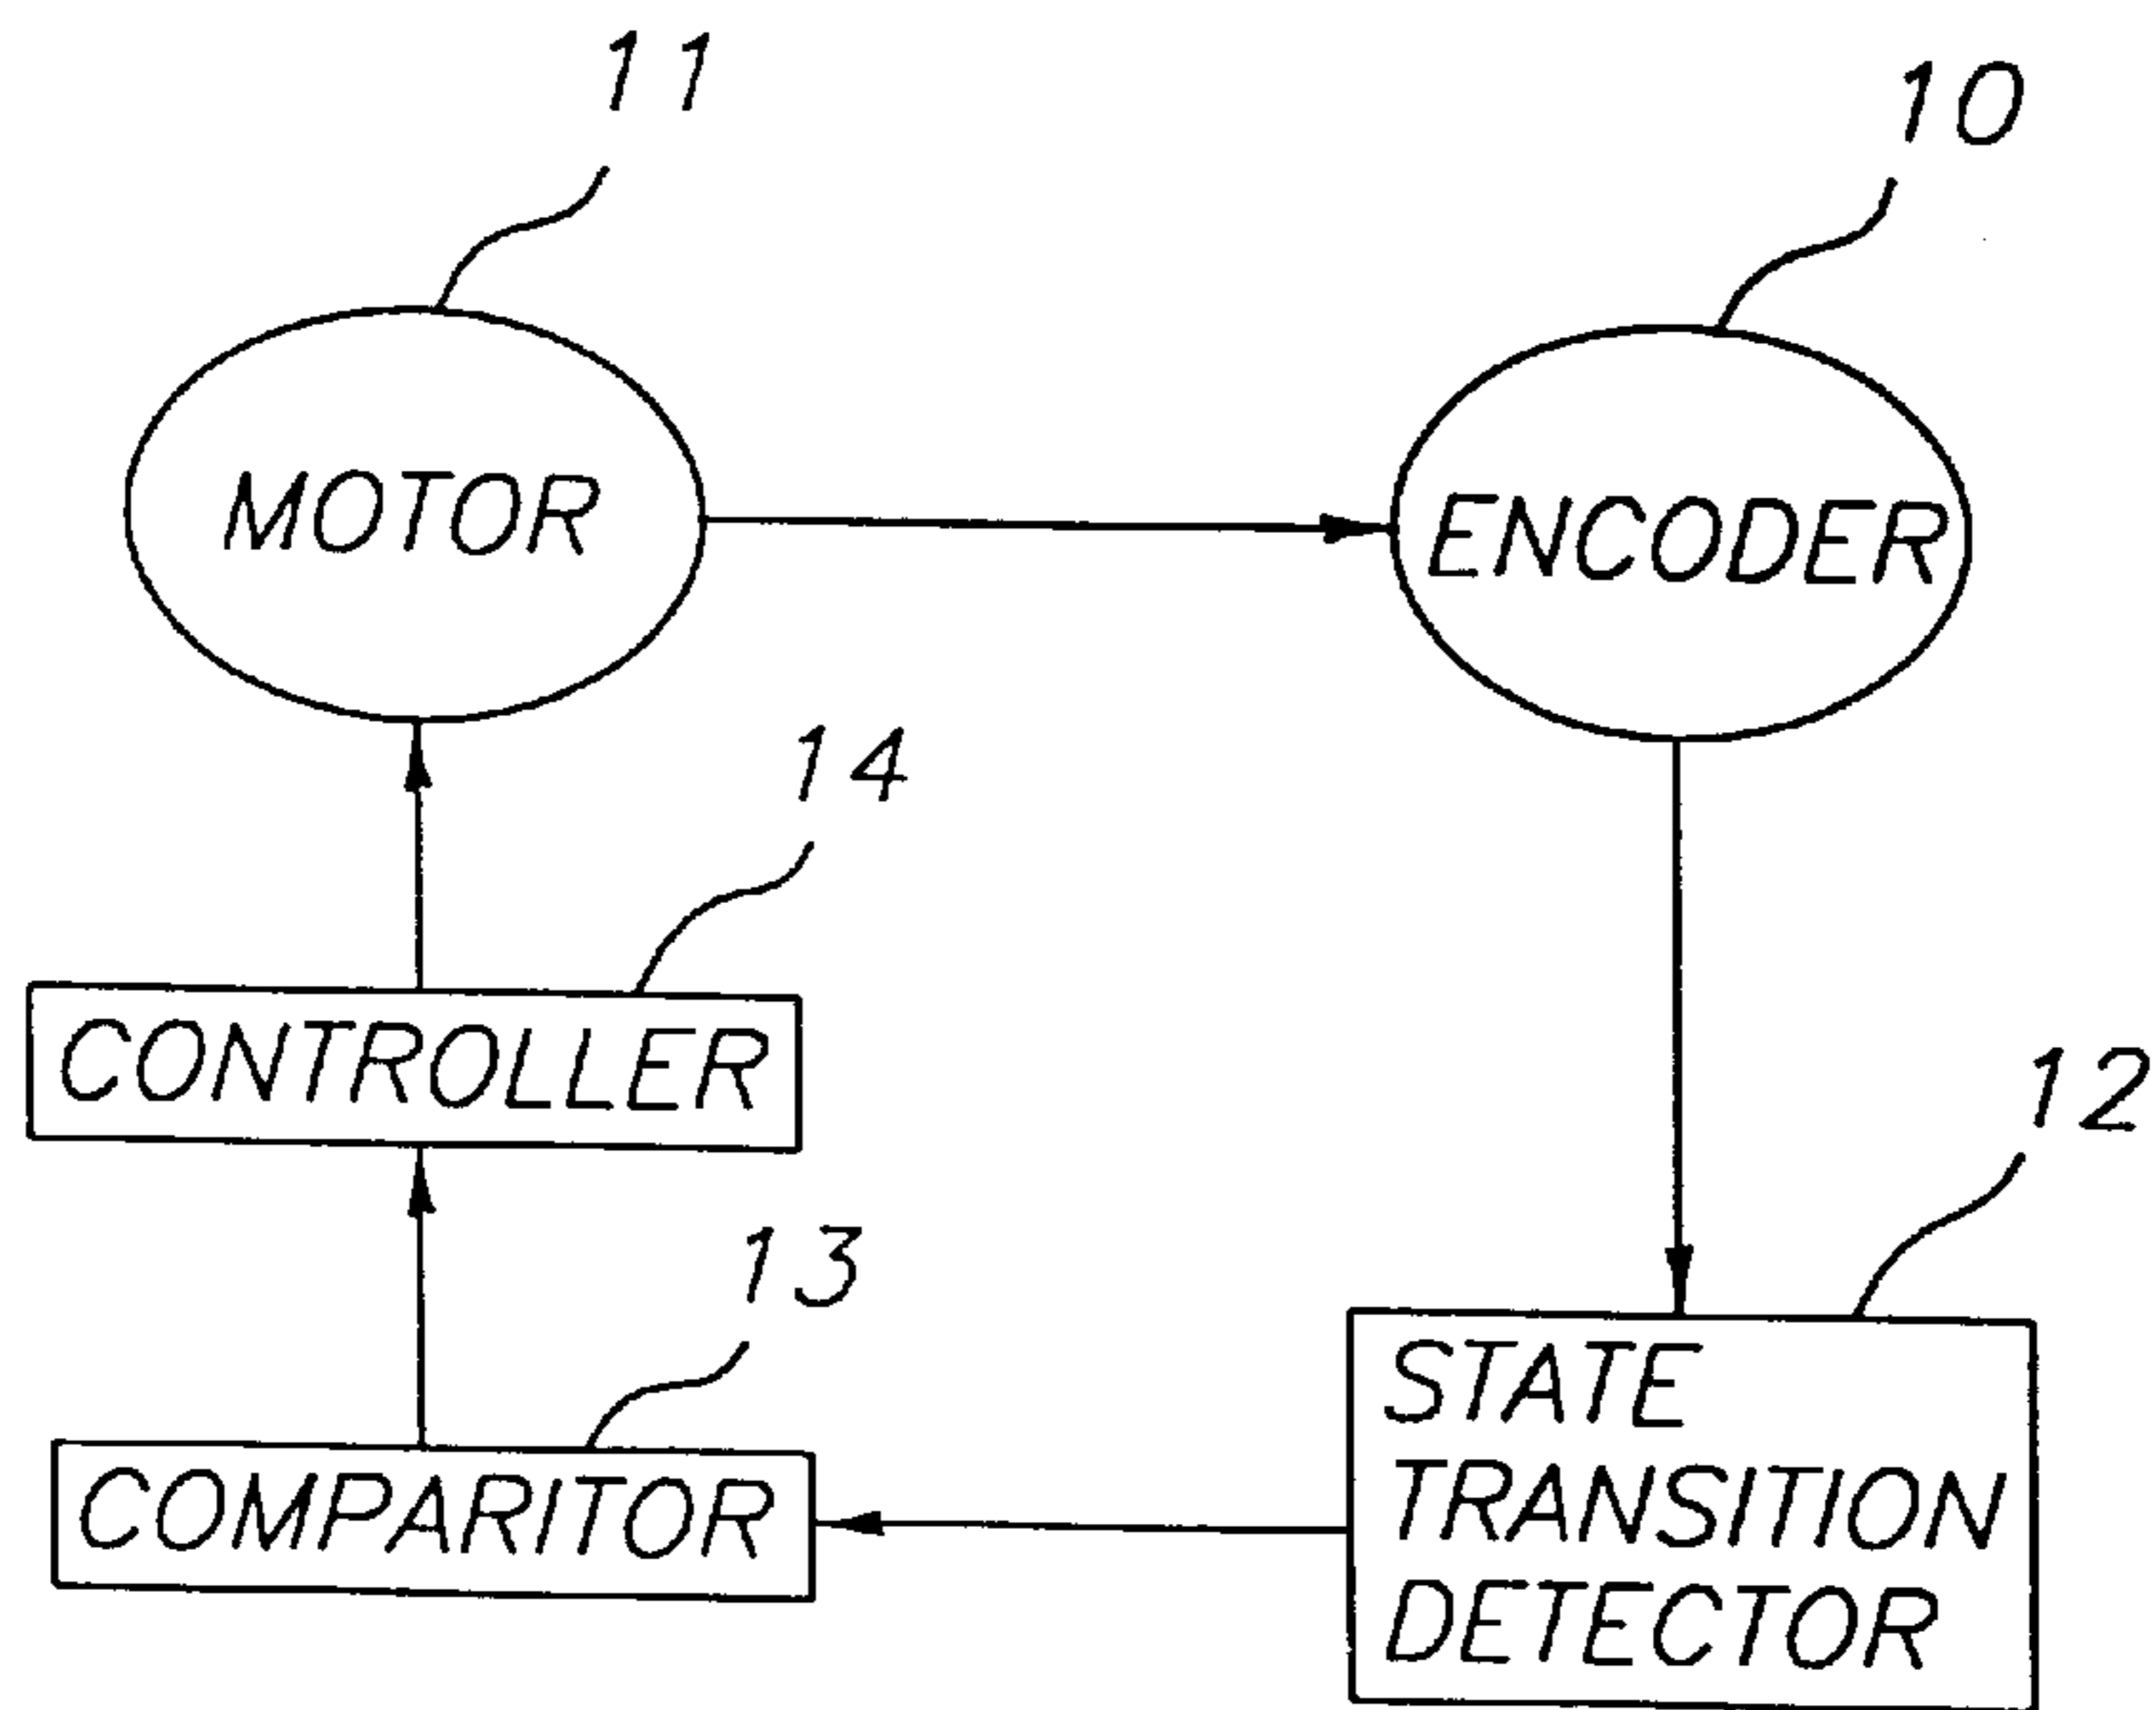 11
10
MOTOR
ENCODER
14
CONTROLLER
12
13
STATE
TRANSITION
DETECTOR
COMPARITOR